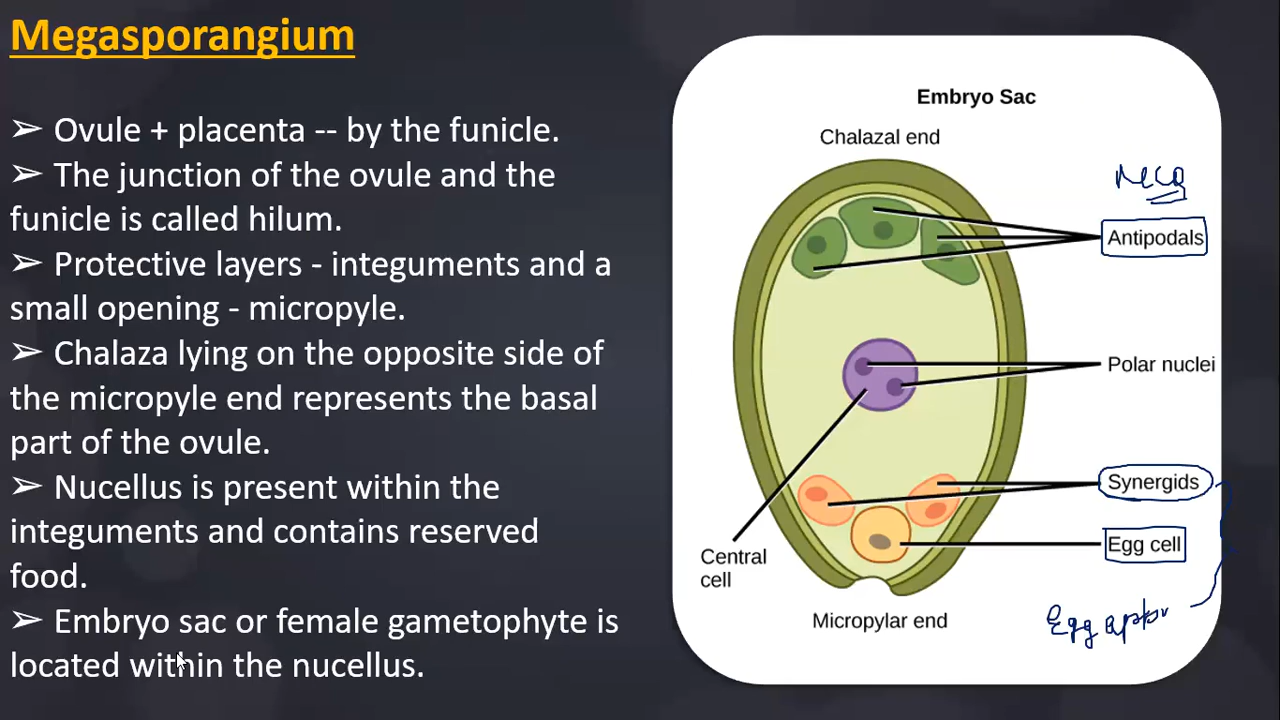 Megasporangium
➢ Ovule + placenta -- by the funicle.
➢ The junction of the ovule and the
funicle is called hilum.
➢ Protective layers - integuments and a
small opening - micropyle.
➢ Chalaza lying on the opposite side of
the micropyle end represents the basal
part of the ovule.
➢ Nucellus is present within the
integuments and contains reserved
food.
➢ Embryo sac or female gametophyte is
located within the nucellus.
Embryo Sac
Chalazal end
MCQ
Antipodals
Polar nuclei
Synergids
Egg cell
Central
cell
Micropylar end
Egg